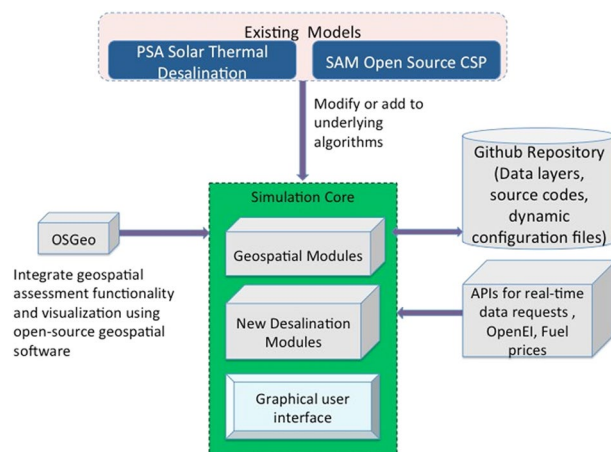 Existing Models
PSA Solar Thermal
Desalination
SAM Open Source CSP
Modify or add to
underlying
algorithms
Github Repository
(Data layers,
source codes,
dynamic
configuration files)
Simulation Core
OSGeo
Geospatial Modules
Integrate geospatial
assessment functionality
and visualization using
open-source geospatial
software
APIs for real-time
data requests ,
OpenEI, Fuel
prices
New Desalination
Modules
Graphical user
interface